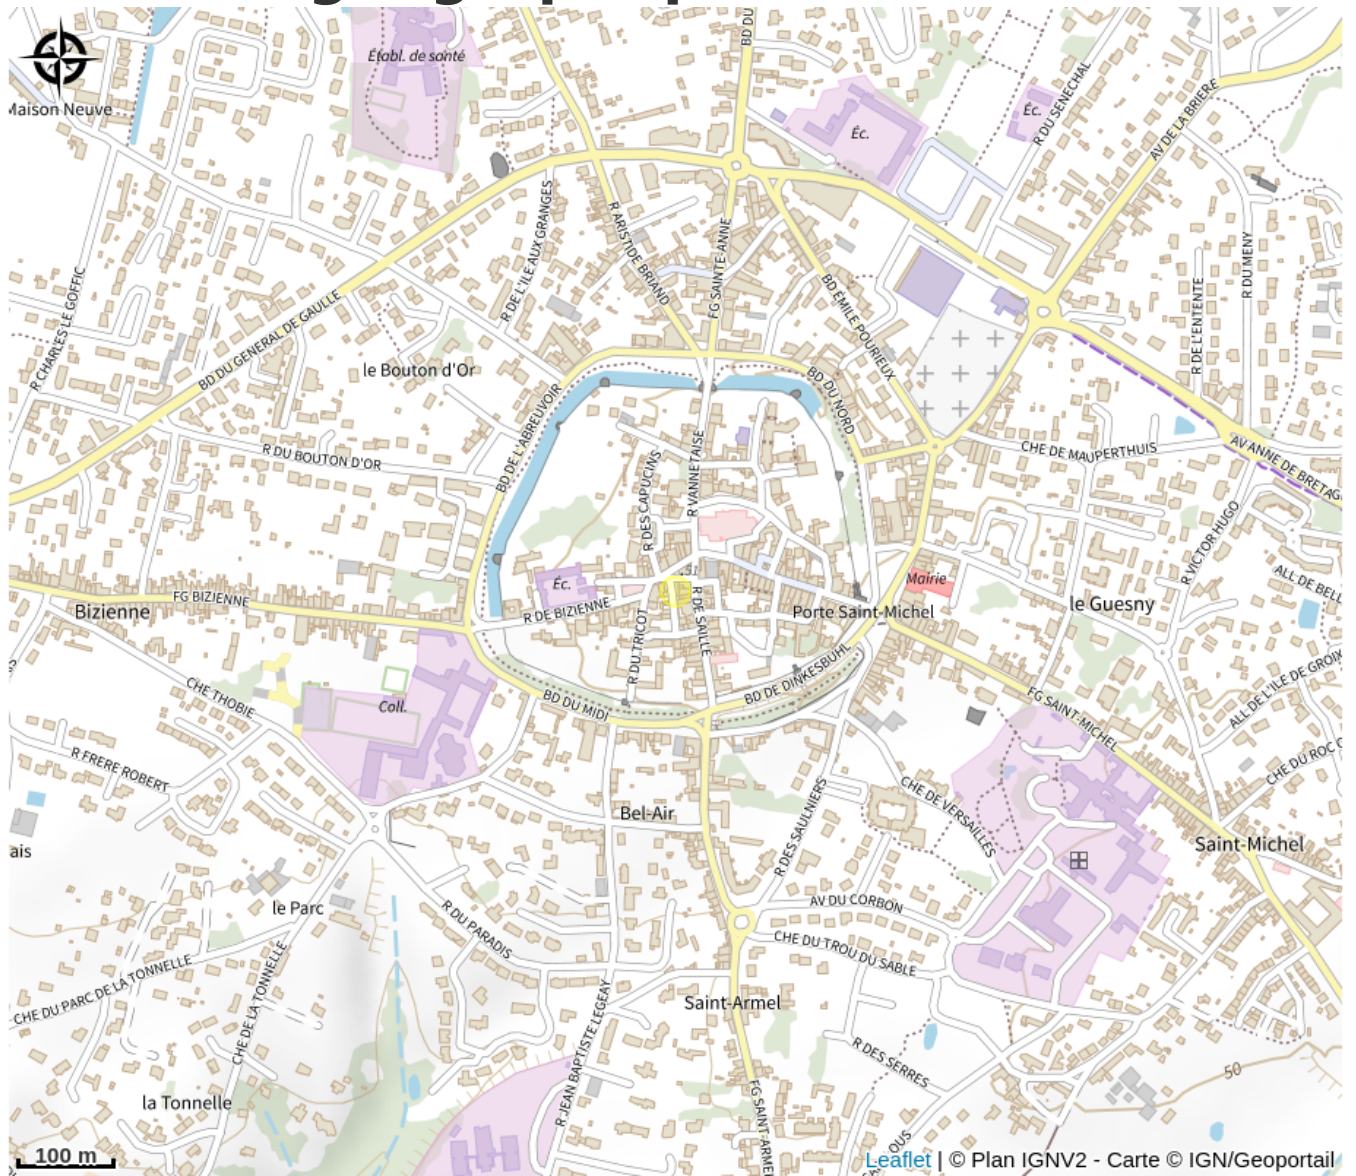 Établ. de santé
BD DU
Maison Neuve
Éc.
Éc.
R DU SENECHAL
AV DE LA BRIERE
R DE L'ILE AUX GRANGES
R ARISTIDE BRIAND
FG SAINTE-ANNE
BD ÉMILE POURIEUX
R DU MENY
R DE L'ENTENTE
R CHARLES LE GOFFIC
BD DU GENERAL DE GAULLE
le Bouton d'Or
BD DU NORD
BD DE L'ABREUVOIR
R DU BOUTON D'OR
R VANNETAISE
R DES CAPUCINS
CHE DE MAUPERTHUIS
AV ANNE DE BRETAG
R VICTOR HUGO
51
Éc.
Mairie
ALL DE BELL
FG BIZIENNE
Bizienne
R DE BIZIENNE
R DE SAILLE
Porte Saint-Michel
le Guesny
R DU TRICOT
BD DE DINKESBUHL
ALL DE L'ILE DE GROIX
CHE THOBIE
Coll.
BD DU MIDI
FG SAINT-MICHEL
R FRERE ROBERT
CHE DU ROC
CHE DE VERSAILLES
Bel-Air
R DES SAULNIERS
ais
Saint-Michel
le Parc
R DU PARADIS
AV DU CORBON
CHE DU TROU DU SABLE
CHE DU PARC DE LA TONNELLE
CHE DE LA TONNELLE
Saint-Armel
R JEAN BAPTISTE LEGEAY
R DES SERRES
50
la Tonnelle
FG SAINT-ARMEL
100 m
Leaflet | © Plan IGNV2 - Carte © IGN/Geoportail